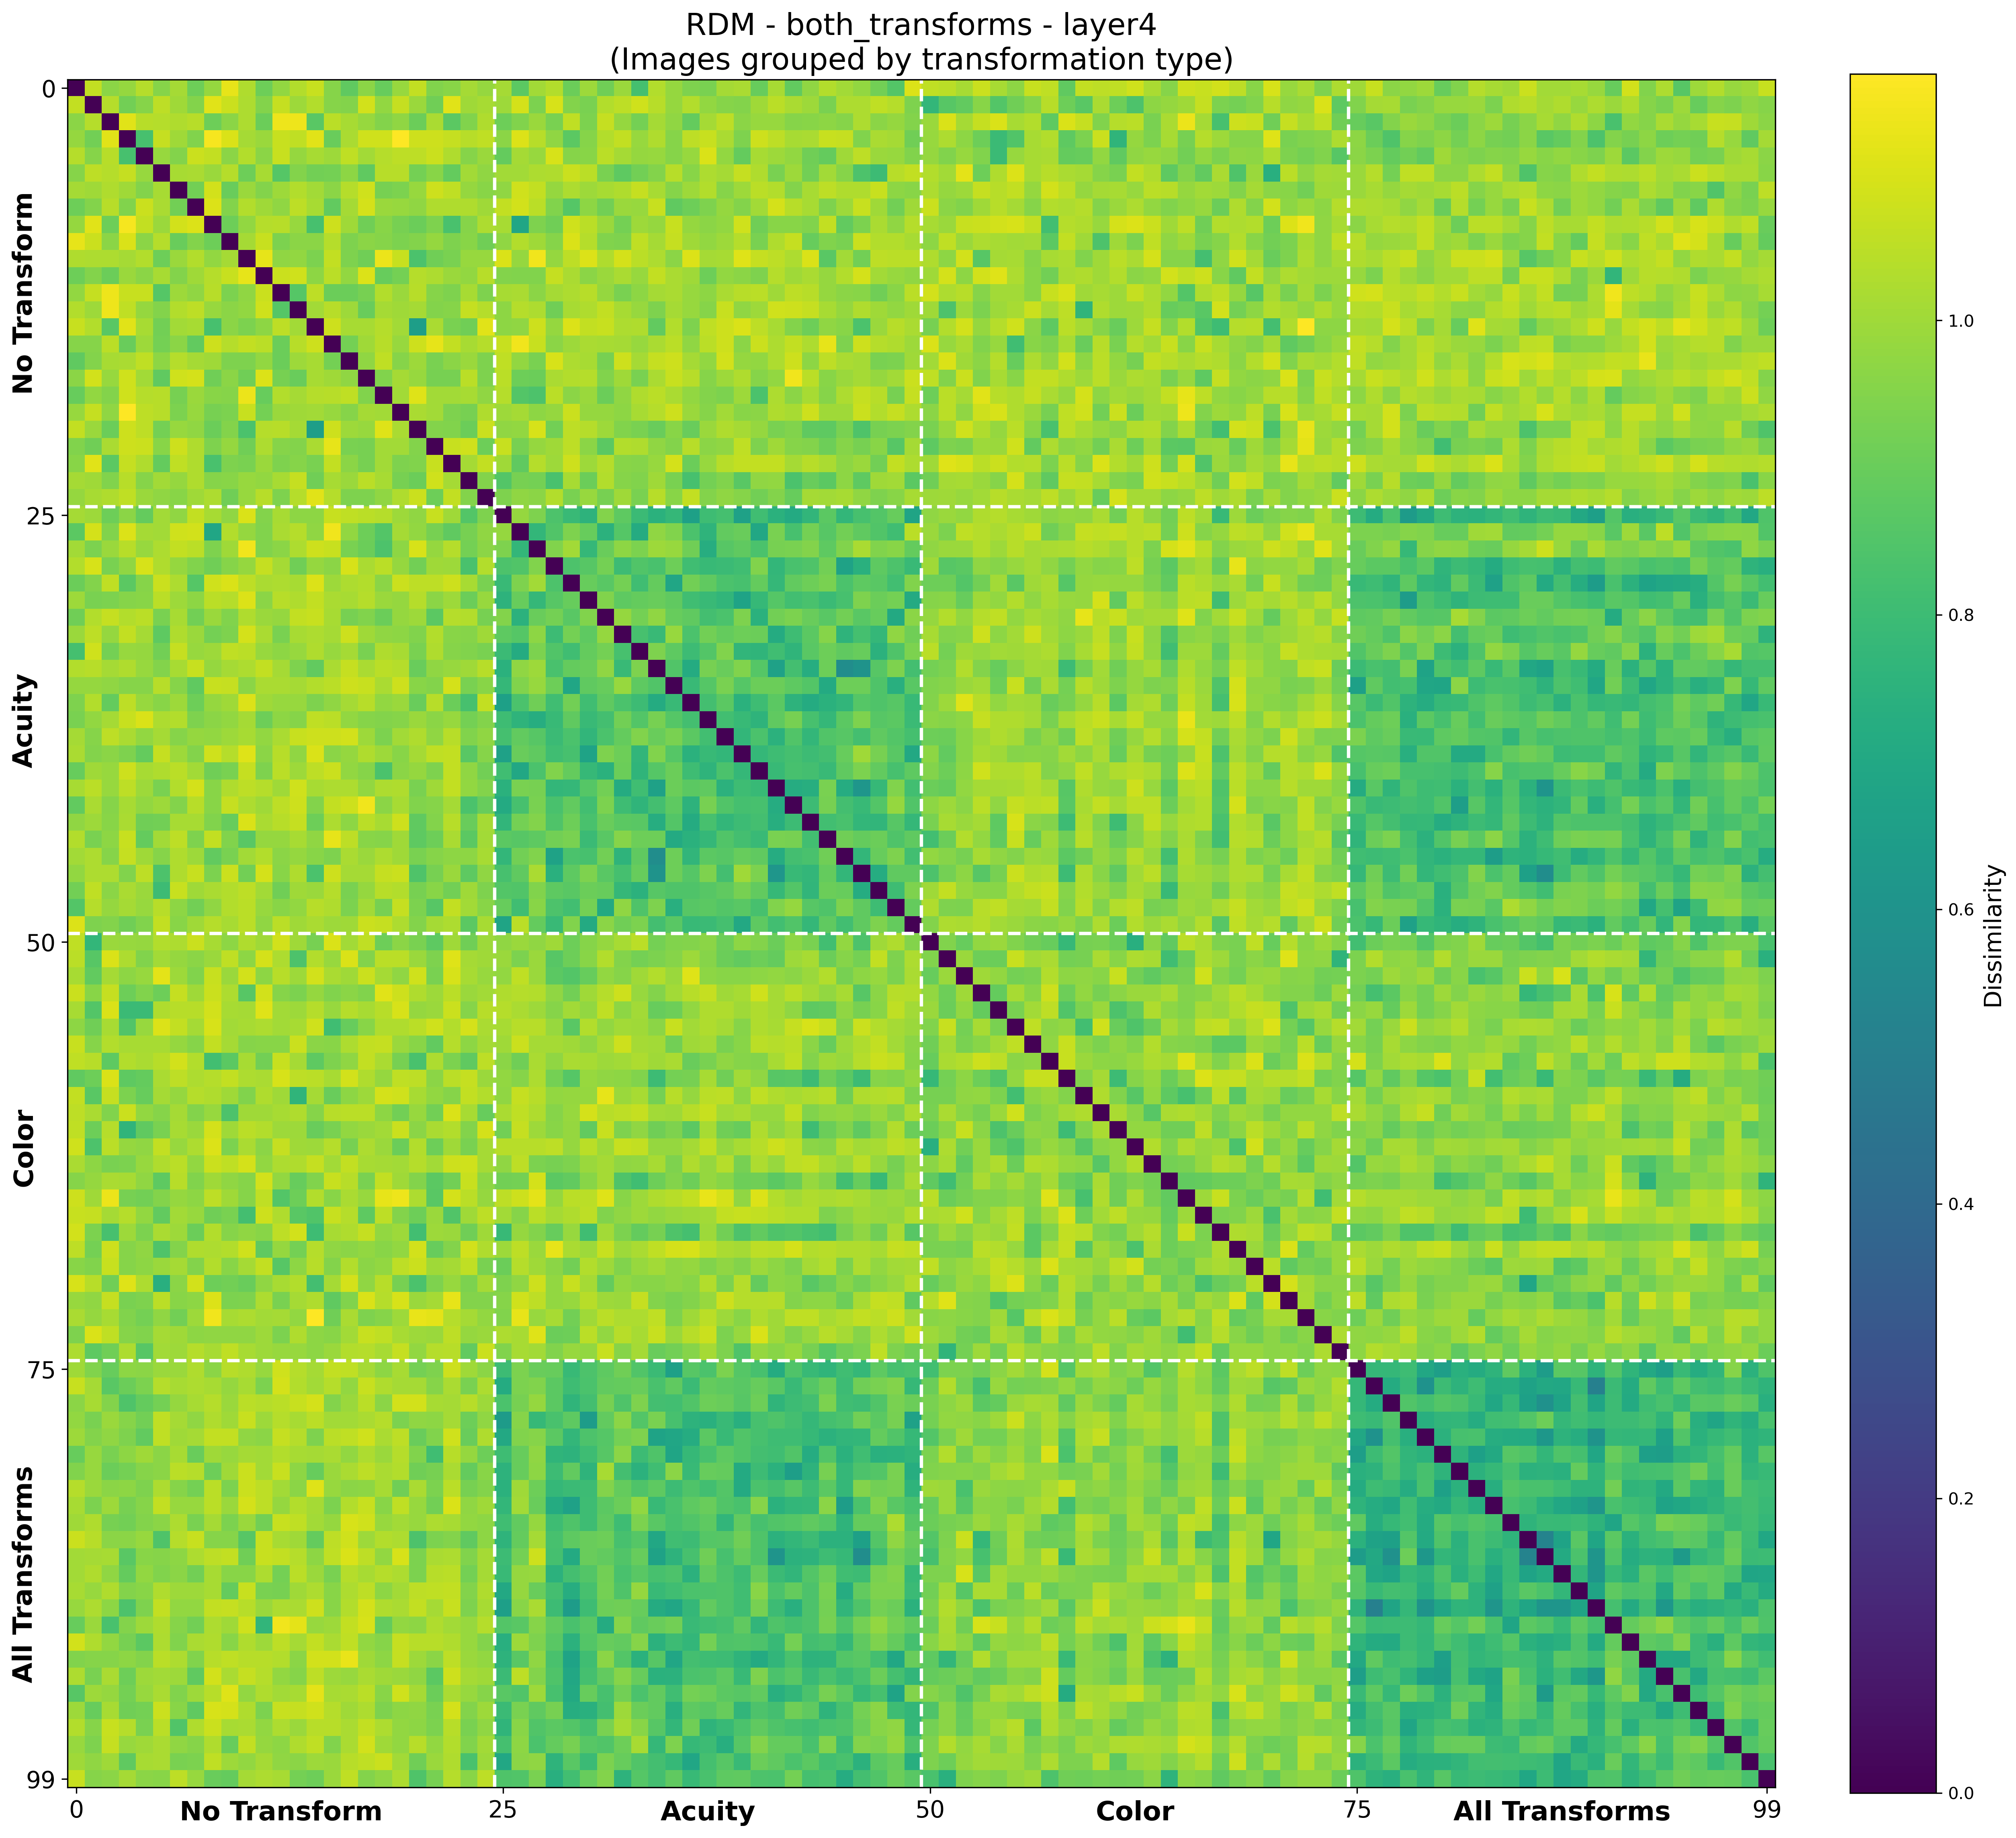 RDM - both_transforms - layer4
(Images grouped by transformation type)
0
25
50
75
99
No Transform
Acuity
Color
All Transforms
0
25
50
75
99
No Transform
Acuity
Color
All Transforms
1.0
0.8
0.6
0.4
0.2
0.0
Dissimilarity